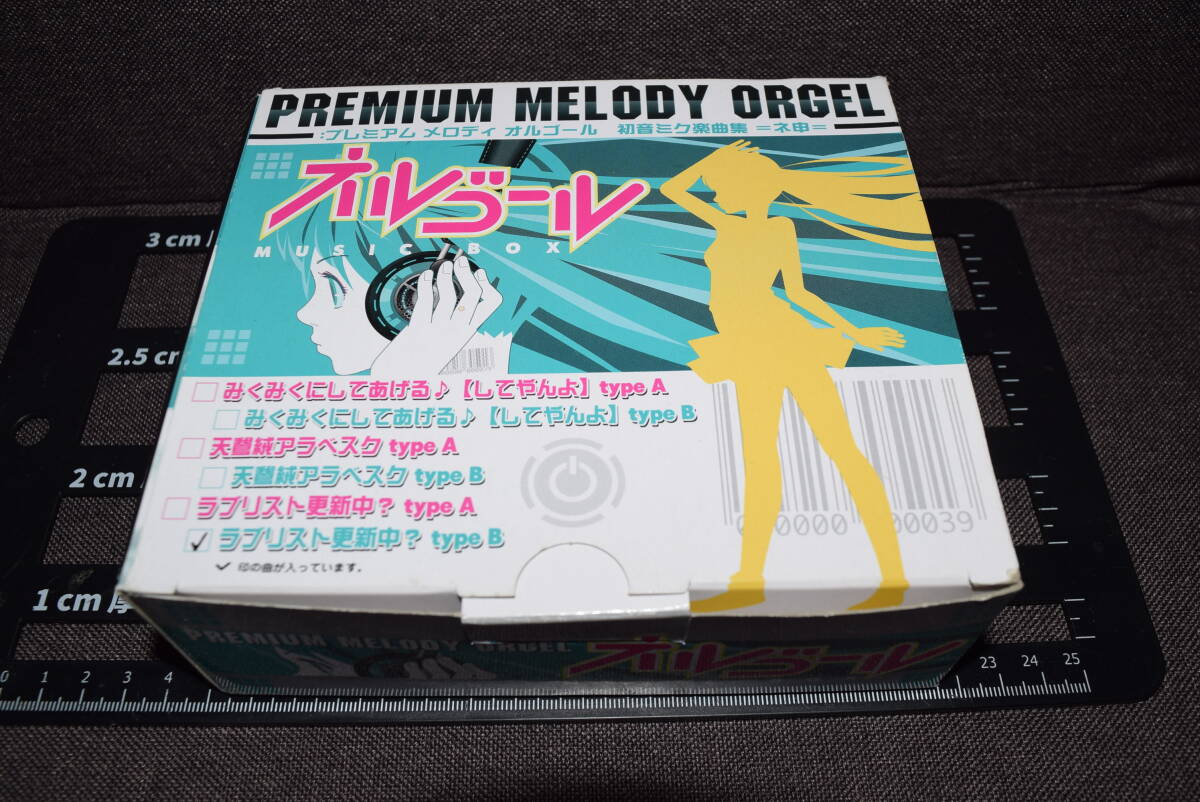 PREMIUM MELODY ORGEL
:プレミアム メロディ オルゴール 初音ミク楽曲集 =ネ申=
オルゴール
MUSIC BOX
みくみくにしてあげる♪【してやんよ】type A
みくみくにしてあげる♪【してやんよ】type B
天鵞絨アラベスク type A
天鵞絨アラベスク type B
ラブリスト更新中? type A
ラブリスト更新中? type B
✓ 印の曲が入っています。
PREMIUM MELODY ORGEL
オルゴール
3 cm
2.5 cm
2 cm
1 cm 厚
0 1 2 3 4
23 24 25